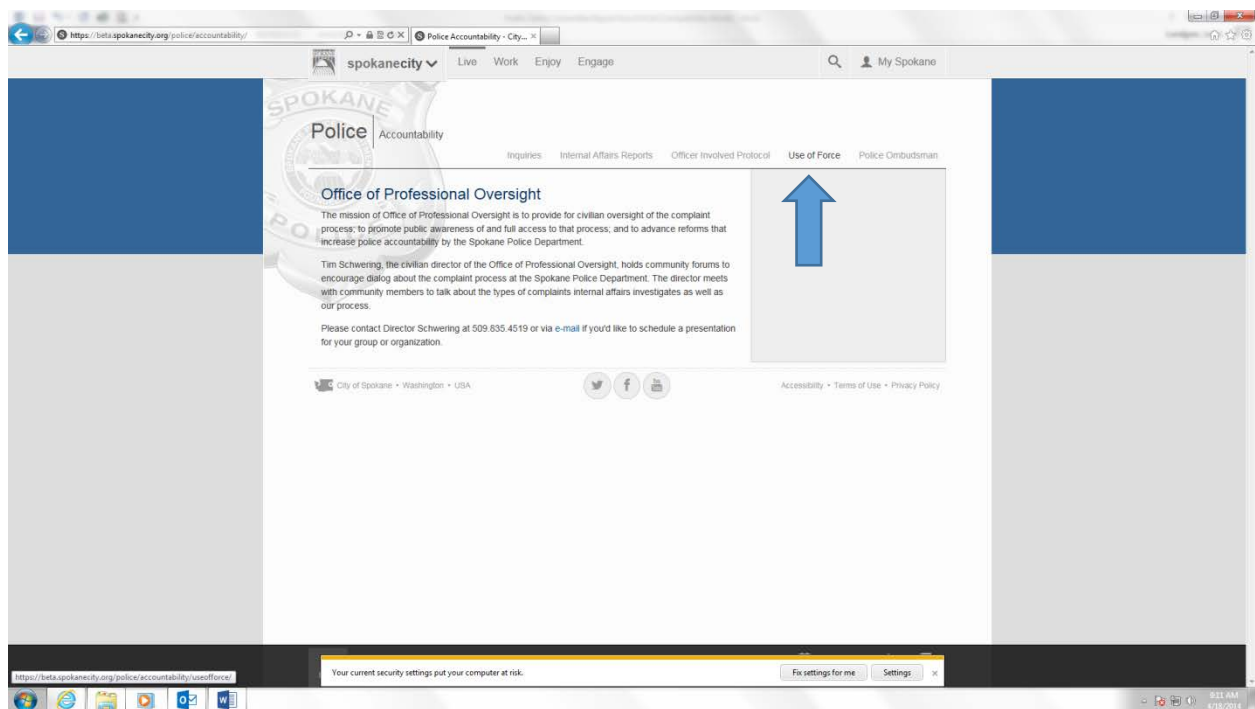 https://beta.spokanecity.org/police/accountability/
Police Accountability - City...
spokanecity Live Work Enjoy Engage My Spokane
SPOKANE
POLICE
Police Accountability
Inquiries Internal Affairs Reports Officer Involved Protocol Use of Force Police Ombudsman
Office of Professional Oversight
The mission of Office of Professional Oversight is to provide for civilian oversight of the complaint
process; to promote public awareness of and full access to that process; and to advance reforms that
increase police accountability by the Spokane Police Department.
Tim Schwering, the civilian director of the Office of Professional Oversight, holds community forums to
encourage dialog about the complaint process at the Spokane Police Department. The director meets
with community members to talk about the types of complaints internal affairs investigates as well as
our process.
Please contact Director Schwering at 509.835.4519 or via e-mail if you'd like to schedule a presentation
for your group or organization.
City of Spokane • Washington • USA
Accessibility • Terms of Use • Privacy Policy
Your current security settings put your computer at risk.
Fix settings for me Settings
https://beta.spokanecity.org/police/accountability/useofforce/
9:11 AM
4/18/2014